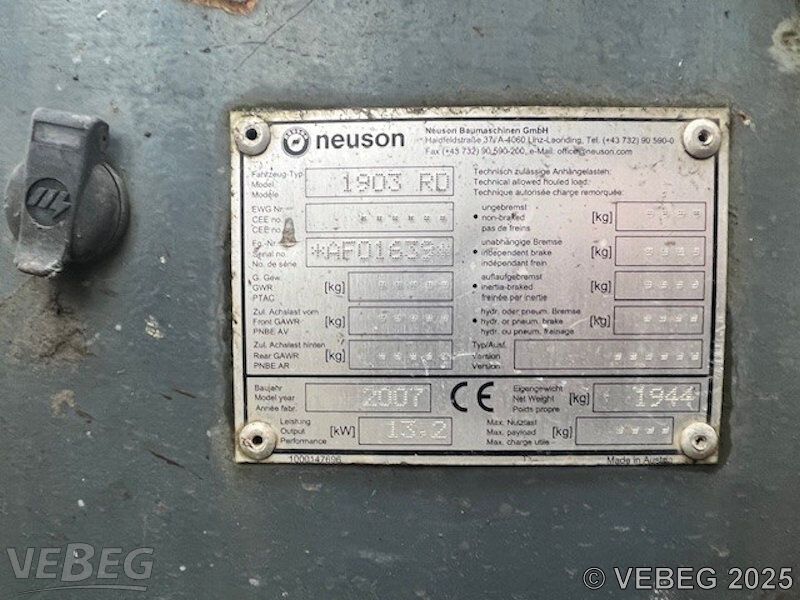 neuson
Neuson Baumaschinen GmbH
Haidfeldstraße 37/A-4060 Linz-Leonding, Tel. (+43 732) 90 590-0
Fax (+43 732) 90 590-200, e-Mail: office@neuson.com
Fahrzeug-Typ
Model
Modèle
1903 RD
Technisch zulässige Anhängelasten:
Technical allowed houled load:
Technique autorisée charge remorquée:
EWG Nr.
CEE no.
CEE no.
******
ungebremst
• non-braked
pas de freins
[kg]
****
Fg.-Nr.
Serial no.
No. de série
*AF01639*
unabhängige Bremse
• independent brake
indépendant frein
[kg]
****
G. Gew.
GWR
PTAC
[kg]
*****
auflaufgebremst
• inertia-braked
freinée par inertie
[kg]
****
Zul. Achslast vorn
Front GAWR
PNBE AV
[kg]
*****
hydr. oder pneum. Bremse
• hydr. or pneum. brake
hydr. ou pneum. freinage
[kg]
****
Zul. Achslast hinten
Rear GAWR
PNBE AR
[kg]
*****
Typ/Ausf.
Version
Version
******
Baujahr
Model year
Année fabr.
2007
CE
Eigengewicht
Net Weight
Poids propre
[kg]
1944
Leistung
Output
Performance
[kW]
13.2
Max. Nutzlast
Max. payload
Max. charge utile
[kg]
****
1000147696
Made in Austria
VEBEG
© VEBEG 2025